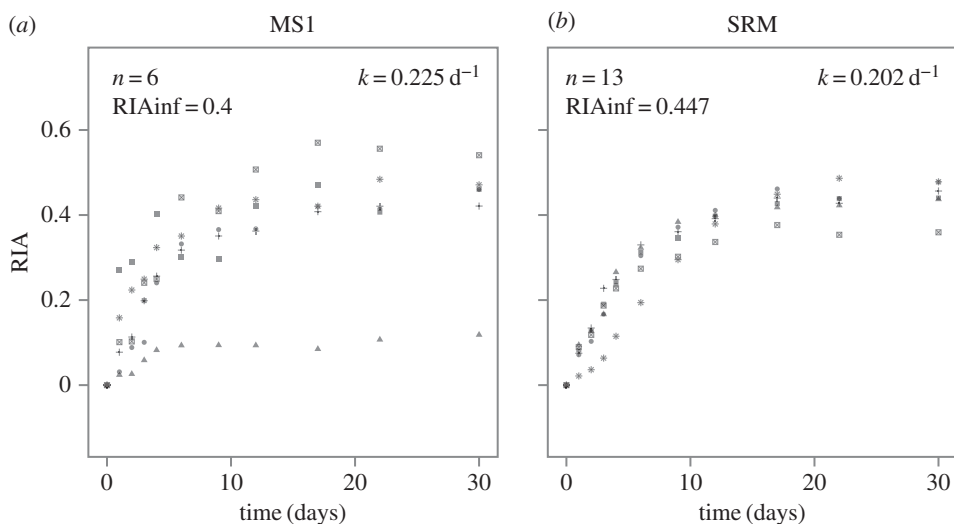 (a) MS1
n = 6 k = 0.225 d⁻¹
RIAinf = 0.4
0.6
0.4
0.2
0
RIA
0 10 20 30
time (days)
(b) SRM
n = 13 k = 0.202 d⁻¹
RIAinf = 0.447
0 10 20 30
time (days)